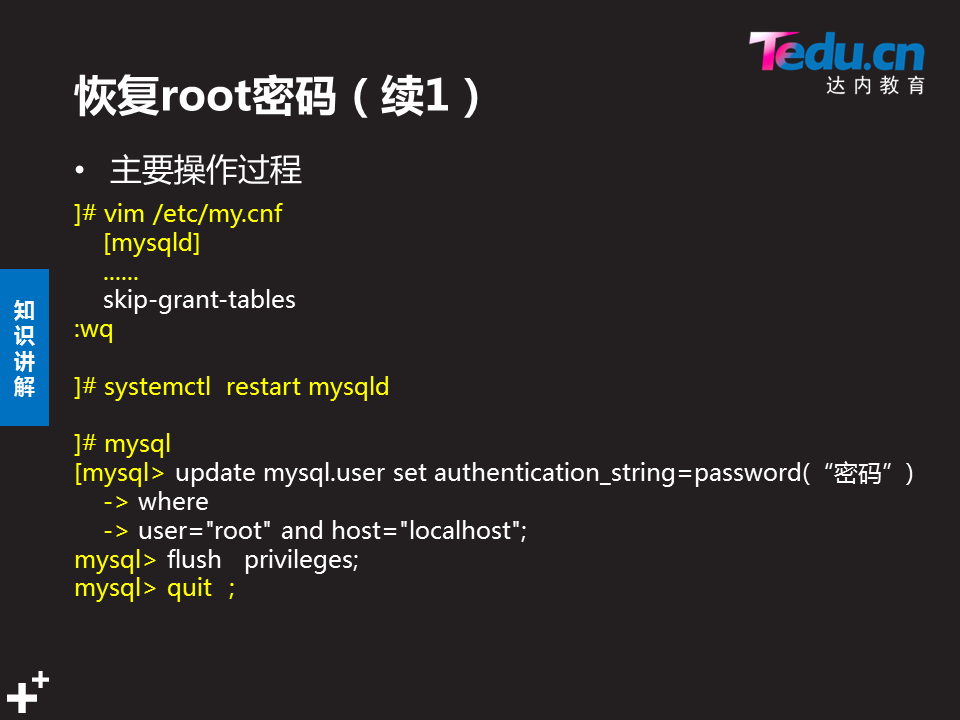 Tedu.cn
达内教育
恢复root密码（续1）
• 主要操作过程
]# vim /etc/my.cnf
[mysqld]
......
skip-grant-tables
:wq
]# systemctl  restart mysqld
]# mysql
[mysql> update mysql.user set authentication_string=password(“密码”)
-> where
-> user="root" and host="localhost";
mysql> flush   privileges;
mysql> quit  ;
知识讲解